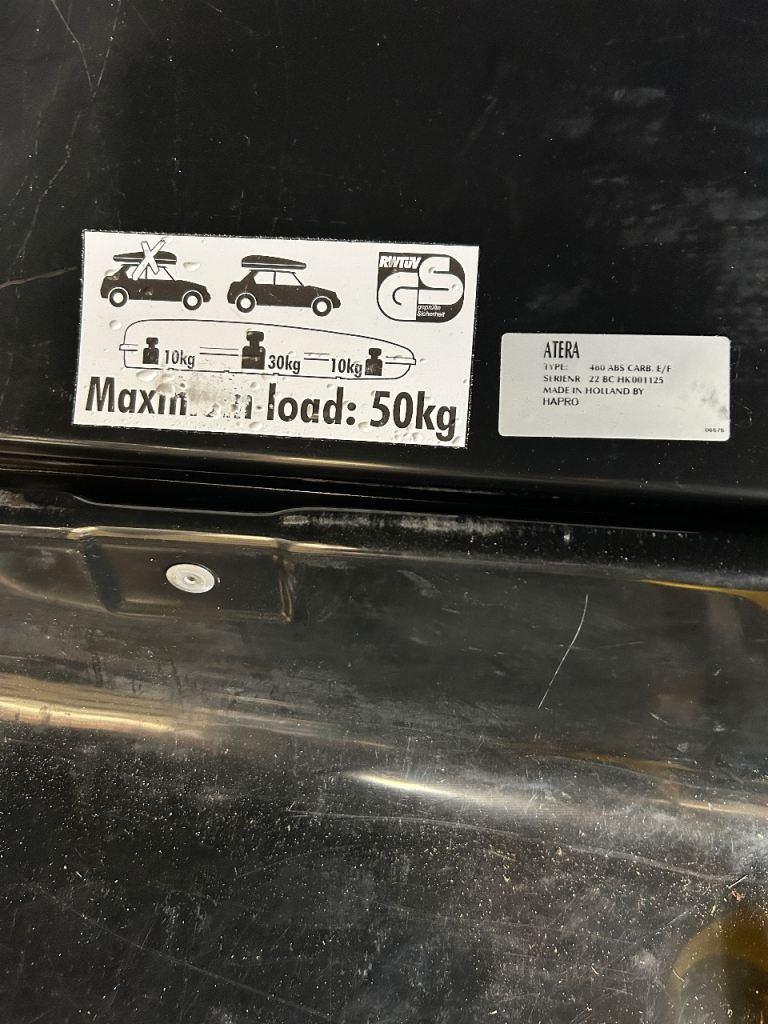 RWTÜV
GS
geprüfte
Sicherheit
10kg 30kg 10kg
load: 50kg
ATERA
TYPE: 460 ABS CARB. E/F
SERIENR. 22 BC HK001125
MADE IN HOLLAND BY
HAPRO